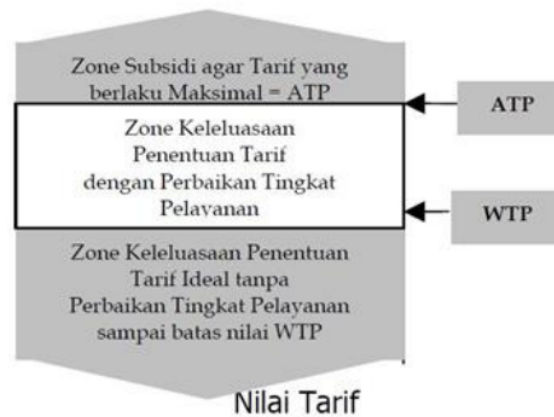 Zone Subsidi agar Tarif yang
berlaku Maksimal = ATP
ATP
Zone Keleluasaan
Penentuan Tarif
dengan Perbaikan Tingkat
Pelayanan
WTP
Zone Keleluasaan Penentuan
Tarif Ideal tanpa
Perbaikan Tingkat Pelayanan
sampai batas nilai WTP
Nilai Tarif